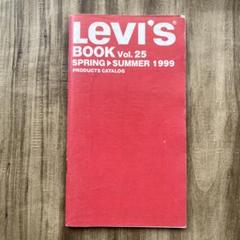 Levi's®
BOOK Vol. 25
SPRING▶SUMMER 1999
PRODUCTS CATALOG